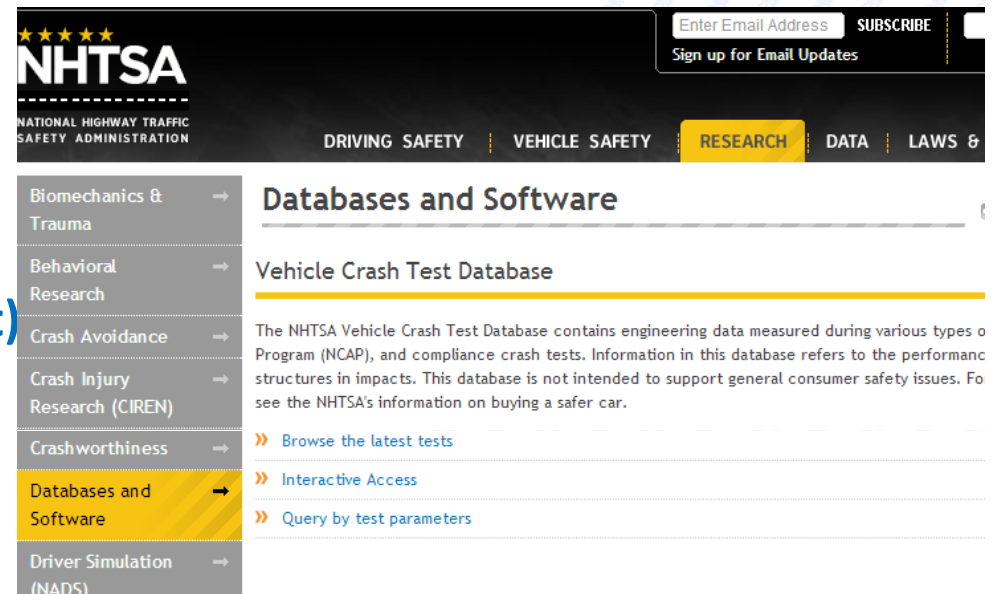 Enter Email Address SUBSCRIBE
Sign up for Email Updates
NHTSA
NATIONAL HIGHWAY TRAFFIC
SAFETY ADMINISTRATION
DRIVING SAFETY VEHICLE SAFETY RESEARCH DATA LAWS &
Biomechanics &
Trauma
Behavioral
Research
Crash Avoidance
Crash Injury
Research (CIREN)
Crashworthiness
Databases and
Software
Driver Simulation
(NADS)
Databases and Software
Vehicle Crash Test Database
The NHTSA Vehicle Crash Test Database contains engineering data measured during various types
Program (NCAP), and compliance crash tests. Information in this database refers to the
structures in impacts. This database is not intended to support general consumer safety issues.
see the NHTSA's information on buying a safer car.
» Browse the latest tests
» Interactive Access
» Query by test parameters